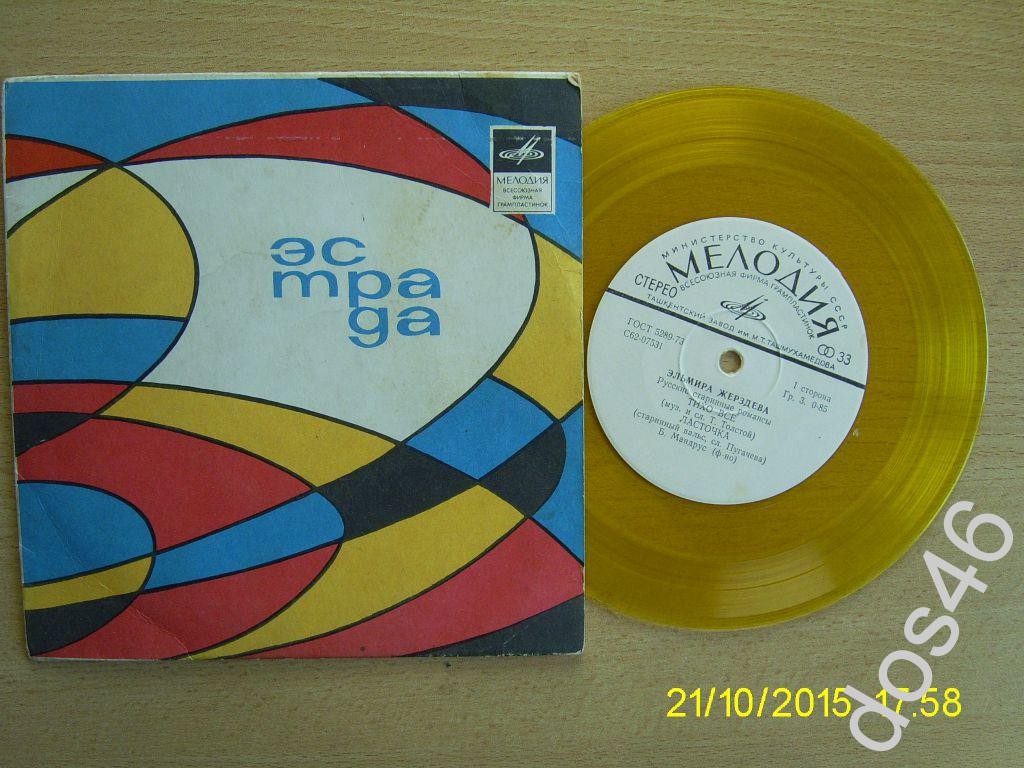 эс
тра
да
МЕЛОДИЯ
ВСЕСОЮЗНАЯ
ФИРМА
ГРАМПЛАСТИНОК
МИНИСТЕРСТВО КУЛЬТУРЫ СССР
МЕЛОДИЯ
ВСЕСОЮЗНАЯ ФИРМА ГРАМПЛАСТИНОК
СТЕРЕО
33
ТАШКЕНТСКИЙ ЗАВОД ИМ. М.Т. ТАШМУХАМЕДОВА
ГОСТ 5289-73
С62-07531
1 сторона
Гр. 3. 0-85
ЭЛЬМИРА ЖЕРЗДЕВА
Русские старинные романсы
ТИХО ВСЕ
(муз. и сл. Т. Толстой)
ЛАСТОЧКА
(старинный вальс, сл. Пугачева)
Б. Мандрус (ф-но)
21/10/2015 17:58
dos46